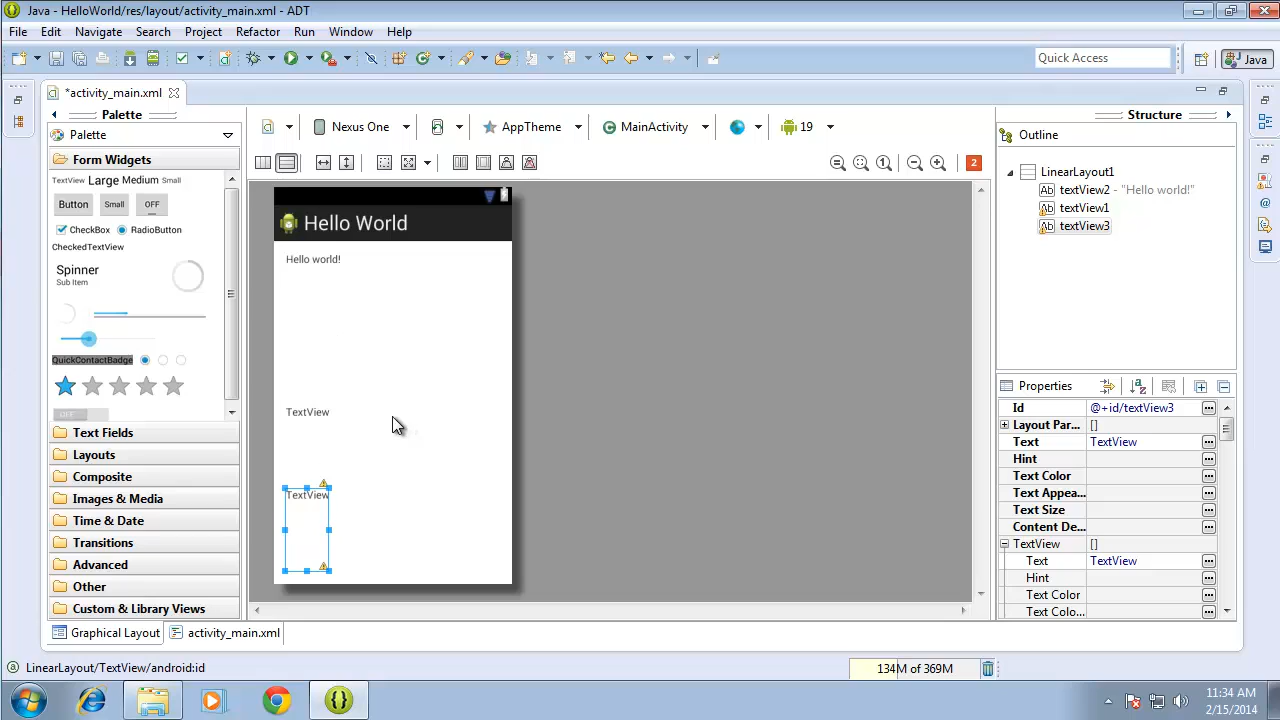 Java - HelloWorld/res/layout/activity_main.xml - ADT
File Edit Navigate Search Project Refactor Run Window Help
Quick Access
Java
*activity_main.xml
Palette
Structure
Palette
Nexus One
AppTheme
MainActivity
19
Outline
Form Widgets
2
TextView Large Medium Small
LinearLayout1
textView2 - "Hello world!"
Button Small OFF
textView1
Hello World
textView3
CheckBox RadioButton
CheckedTextView
Hello world!
Spinner
Sub Item
QuickContactBadge
OFF
Properties
TextView
Id @+id/textView3
Layout Par... []
Text TextView
Hint
Text Color
Text Appea...
Text Size
Content De...
TextView []
Text TextView
Hint
Text Color
Text Colo...
Text Fields
Layouts
Composite
Images & Media
TextView
Time & Date
Transitions
Advanced
Other
Custom & Library Views
Graphical Layout activity_main.xml
LinearLayout/TextView/android:id
134M of 369M
11:34 AM
2/15/2014